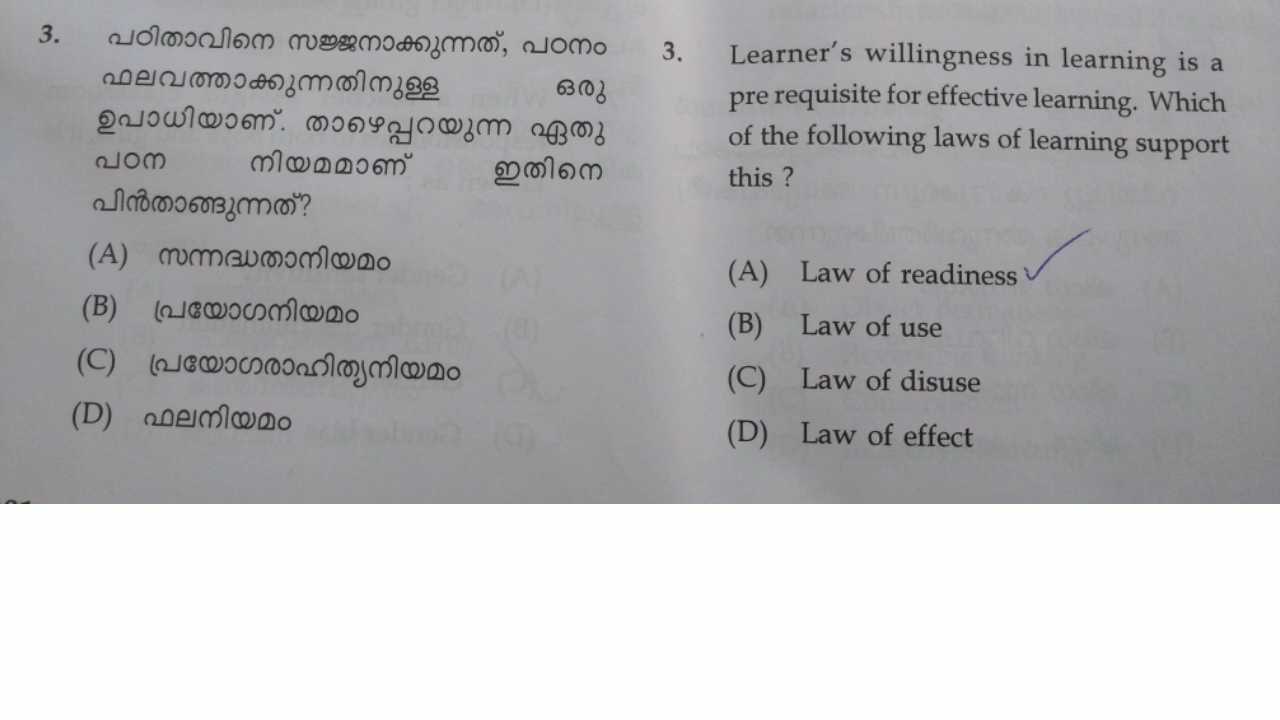 3. പഠിതാവിനെ സജ്ജനാക്കുന്നത്, പഠനം
ഫലവത്താക്കുന്നതിനുള്ള ഒരു
ഉപാധിയാണ്. താഴെപ്പറയുന്ന ഏതു
പഠന നിയമമാണ് ഇതിനെ
പിൻതാങ്ങുന്നത്?
(A) സന്നദ്ധതാനിയമം
(B) പ്രയോഗനിയമം
(C) പ്രയോഗരാഹിത്യനിയമം
(D) ഫലനിയമം
3. Learner's willingness in learning is a
pre requisite for effective learning. Which
of the following laws of learning support
this ?
(A) Law of readiness
(B) Law of use
(C) Law of disuse
(D) Law of effect